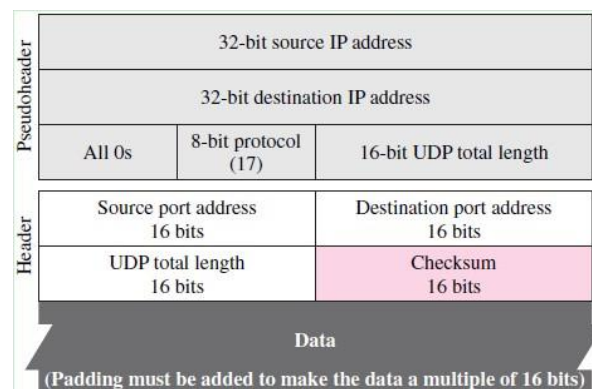 Pseudoheader
32-bit source IP address
32-bit destination IP address
All 0s
8-bit protocol
(17)
16-bit UDP total length
Header
Source port address
16 bits
Destination port address
16 bits
UDP total length
16 bits
Checksum
16 bits
Data
(Padding must be added to make the data a multiple of 16 bits)